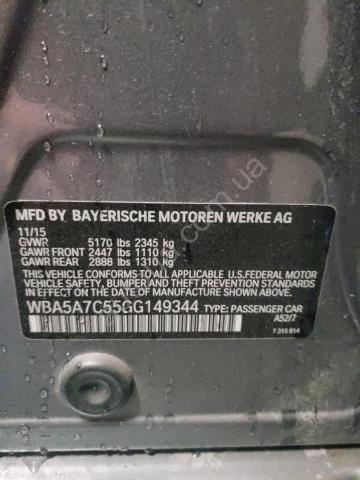 MFD BY BAYERISCHE MOTOREN WERKE AG
11/15
GVWR 5170 lbs 2345 kg
GAWR FRONT 2447 lbs 1110 kg
GAWR REAR 2888 lbs 1310 kg
THIS VEHICLE CONFORMS TO ALL APPLICABLE U.S.FEDERAL MOTOR
VEHICLE SAFETY, BUMPER, AND THEFT PREVENTION STANDARDS
IN EFFECT ON THE DATE OF MANUFACTURE SHOWN ABOVE.
WBA5A7C55GG149344 TYPE: PASSENGER CAR
A52/7
7 315 814